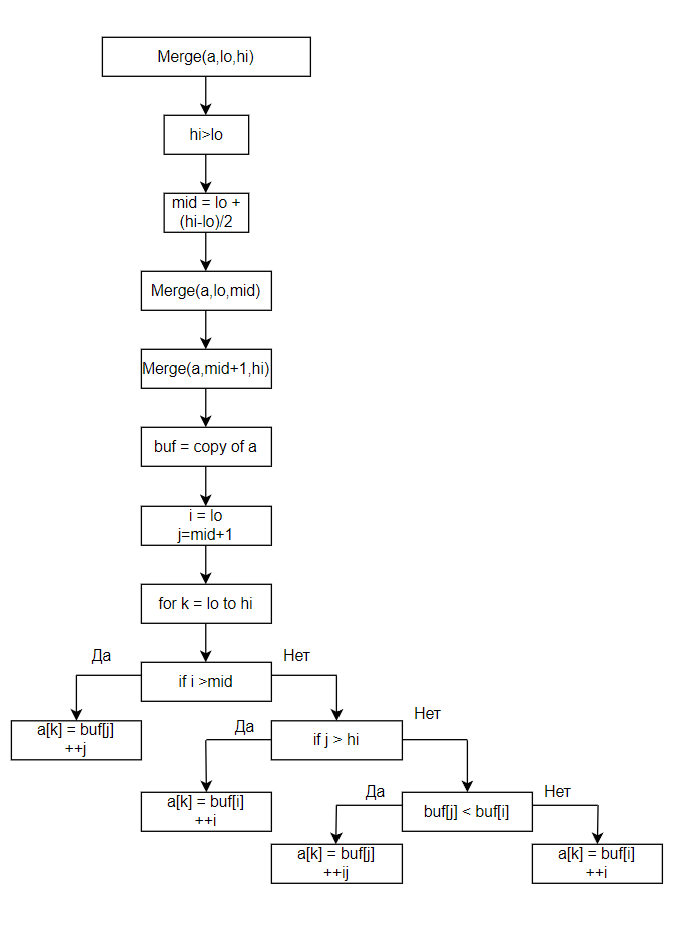 Merge(a,lo,hi)
hi>lo
mid = lo +
(hi-lo)/2
Merge(a,lo,mid)
Merge(a,mid+1,hi)
buf = copy of a
i = lo
j=mid+1
for k = lo to hi
Да
Нет
if i >mid
a[k] = buf[j]
++j
Да
Нет
if j > hi
a[k] = buf[i]
++i
Да
Нет
buf[j] < buf[i]
a[k] = buf[j]
++ij
a[k] = buf[i]
++i